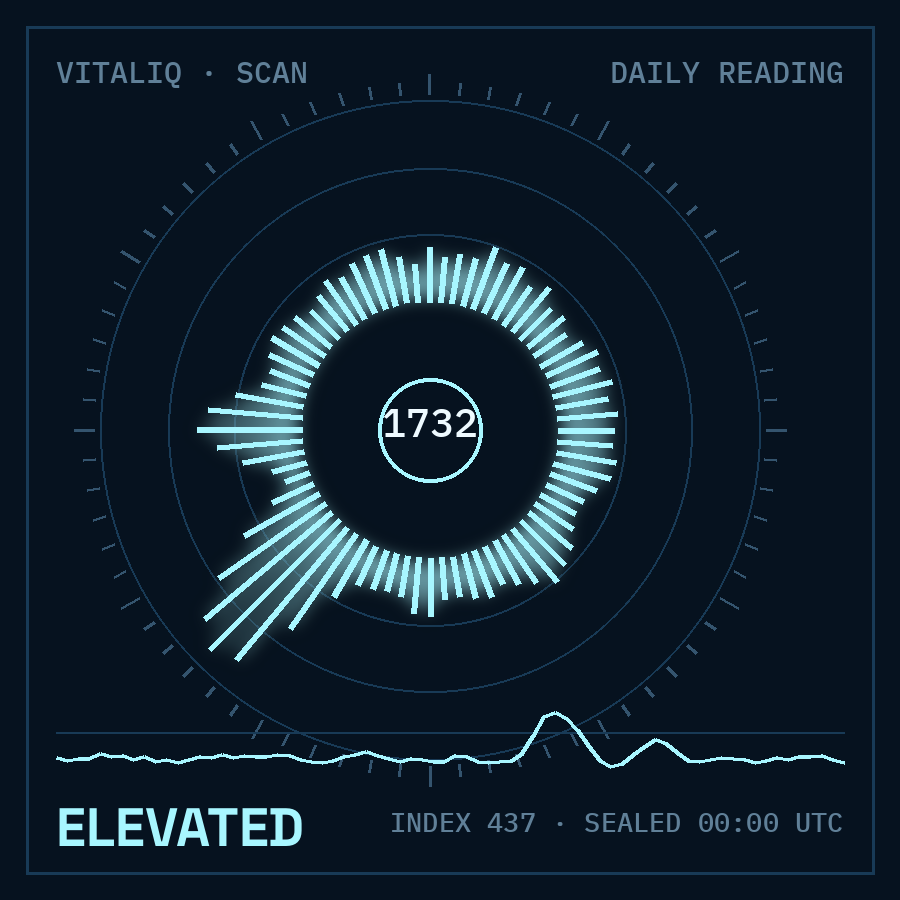 VITALIQ · SCAN
DAILY READING
1732
ELEVATED
INDEX 437 · SEALED 00:00 UTC